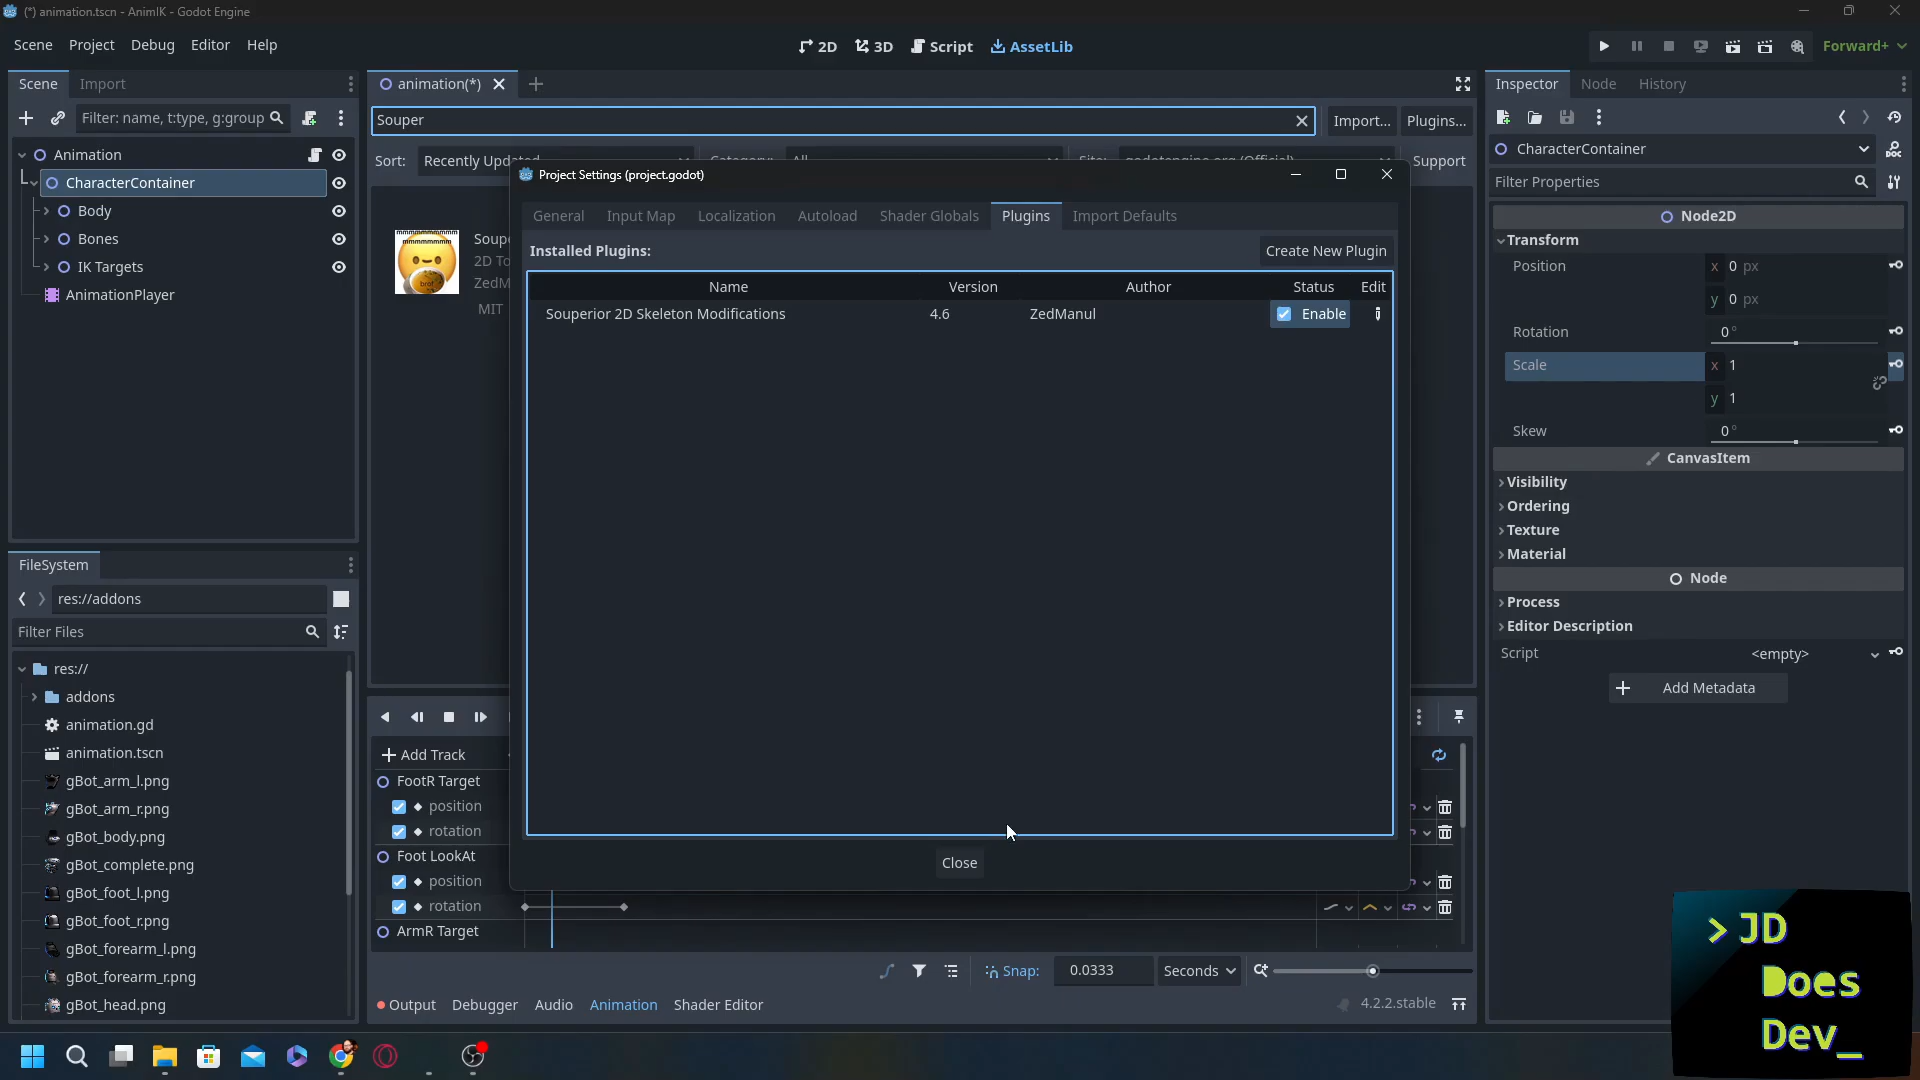 (*) animation.tscn - AnimIK - Godot Engine
Scene Project Debug Editor Help
2D 3D Script AssetLib
Forward+
Scene Import
animation(*)
Inspector Node History
Filter: name, t:type, g:group
Souper
Import... Plugins...
Sort: Recently Updated
Support
CharacterContainer
Filter Properties
Animation
CharacterContainer
Body
Bones
IK Targets
AnimationPlayer
Soup
2D To
ZedM
MIT
Project Settings (project.godot)
General Input Map Localization Autoload Shader Globals Plugins Import Defaults
Installed Plugins:
Create New Plugin
Name Version Author Status Edit
Souperior 2D Skeleton Modifications 4.6 ZedManul Enable
Close
Node2D
Transform
Position x 0 px
y 0 px
Rotation 0°
Scale x 1
y 1
Skew 0°
CanvasItem
Visibility
Ordering
Texture
Material
Node
Process
Editor Description
Script <empty>
Add Metadata
FileSystem
res://addons
Filter Files
res://
addons
animation.gd
animation.tscn
gBot_arm_l.png
gBot_arm_r.png
gBot_body.png
gBot_complete.png
gBot_foot_l.png
gBot_foot_r.png
gBot_forearm_l.png
gBot_forearm_r.png
gBot_head.png
Add Track
FootR Target
position
rotation
Foot LookAt
position
rotation
ArmR Target
Snap: 0.0333 Seconds
Output Debugger Audio Animation Shader Editor
4.2.2.stable
> JD
Does
Dev_